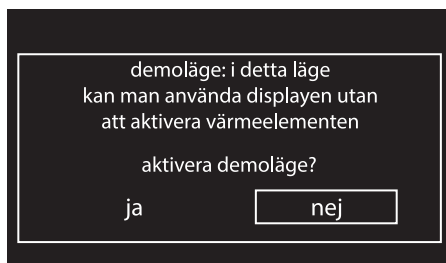 demoläge: i detta läge
kan man använda displayen utan
att aktivera värmeelementen
aktivera demoläge?
ja nej